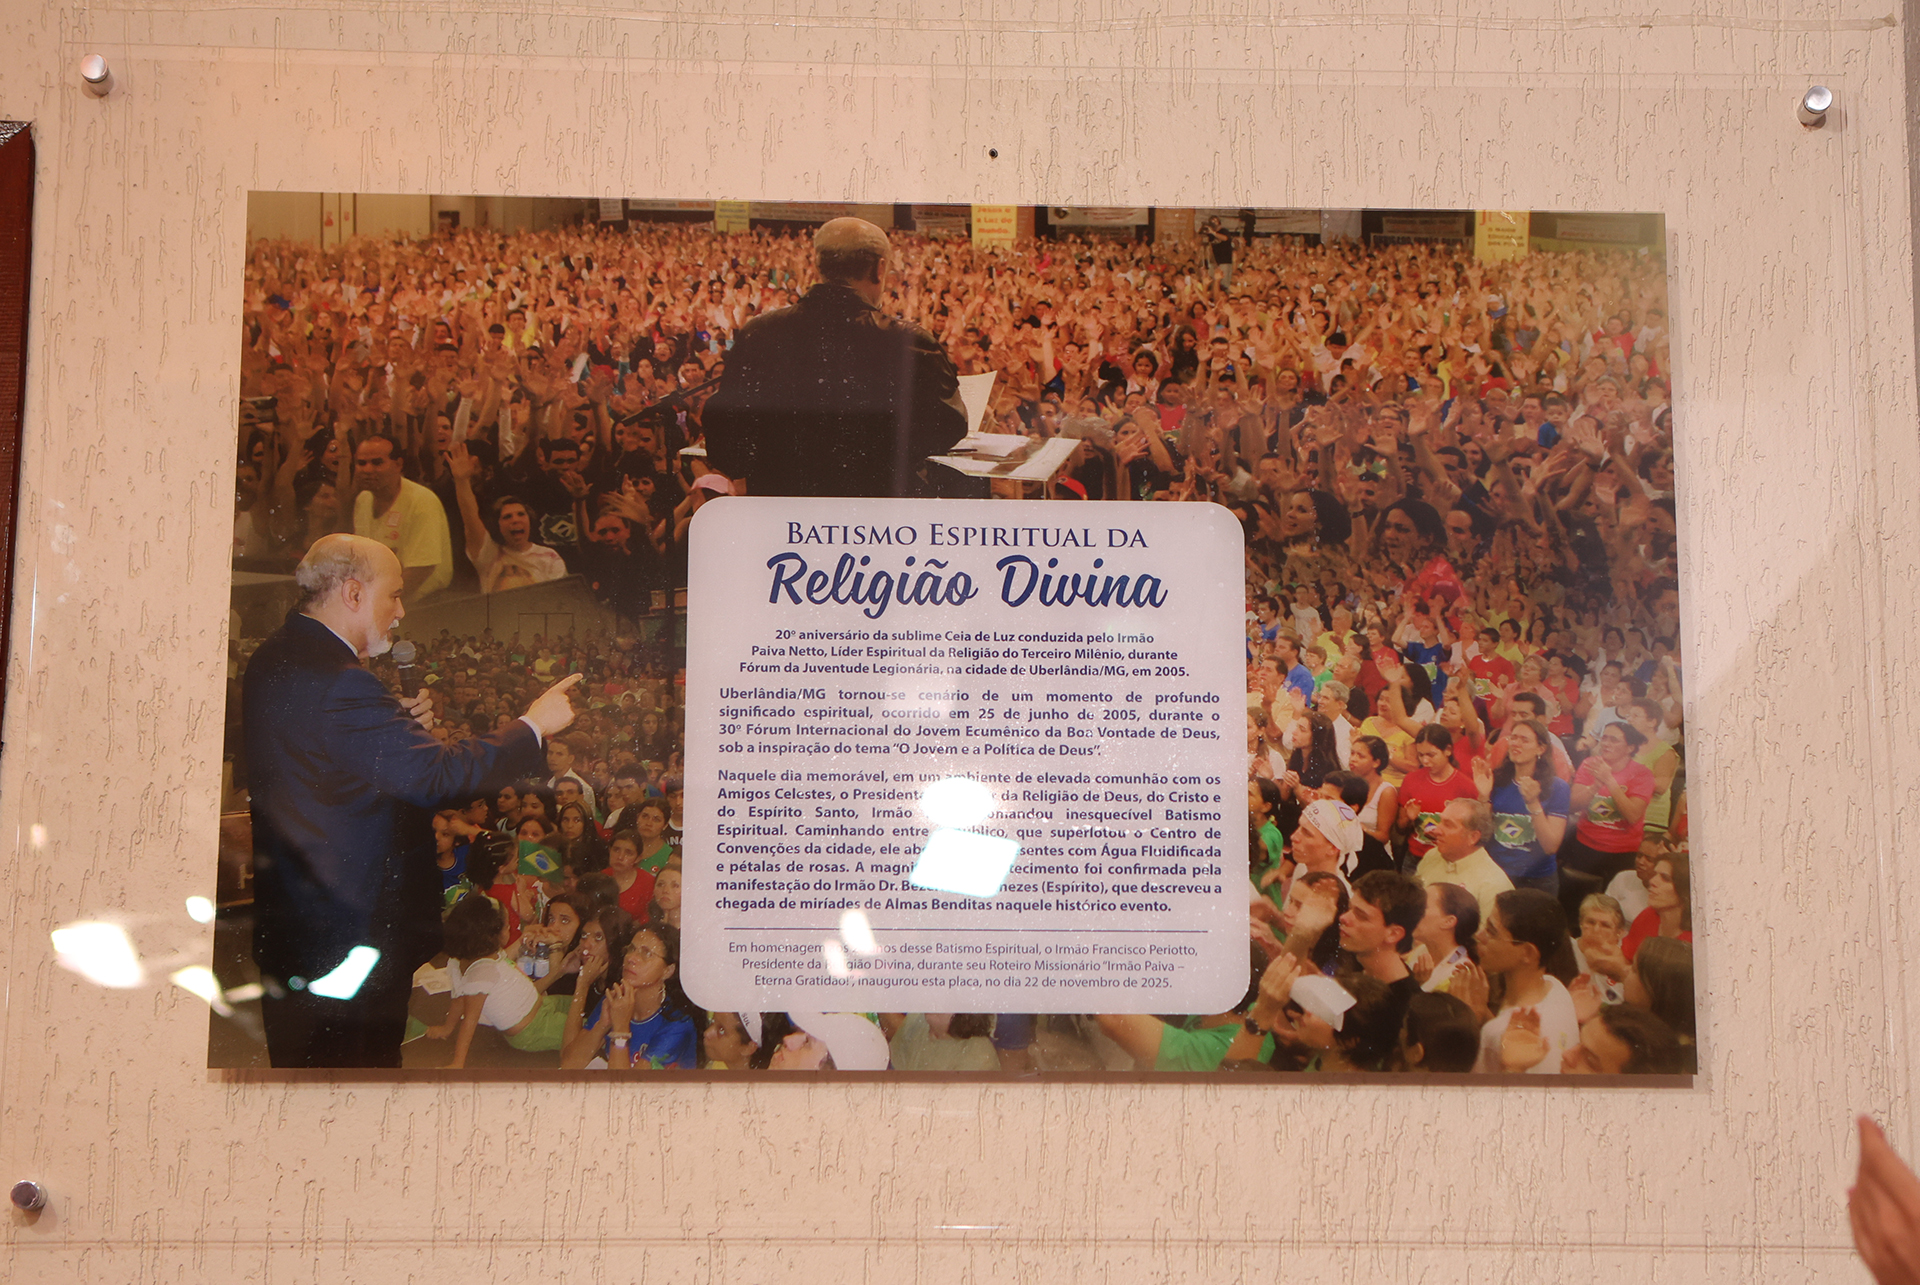 Jesus é
a Luz do
mundo.
BATISMO ESPIRITUAL DA
Religião Divina
20º aniversário da sublime Ceia de Luz conduzida pelo Irmão
Paiva Netto, Líder Espiritual da Religião do Terceiro Milênio, durante
Fórum da Juventude Legionária, na cidade de Uberlândia/MG, em 2005.
Uberlândia/MG tornou-se cenário de um momento de profundo
significado espiritual, ocorrido em 25 de junho de 2005, durante o
30º Fórum Internacional do Jovem Ecumênico da Boa Vontade de Deus,
sob a inspiração do tema "O Jovem e a Política de Deus".
Naquele dia memorável, em um ambiente de elevada comunhão com os
Amigos Celestes, o da Religião de Deus, do Cristo e
do Espírito Santo, Irmão inesquecível Batismo
Espiritual. Caminhando entre público, que superlotou o Centro de
Convenções da cidade, ele com Água Fluidificada
e pétalas de rosas. A foi confirmada pela
manifestação do Irmão Dr. (Espírito), que descreveu a
chegada de miríades de Almas Benditas naquele histórico evento.
Em homenagem desse Batismo Espiritual, o Irmão Francisco Periotto,
Presidente da Religião Divina, durante seu Roteiro Missionário "Irmão Paiva –
Eterna Gratidão!", inaugurou esta placa, no dia 22 de novembro de 2025.